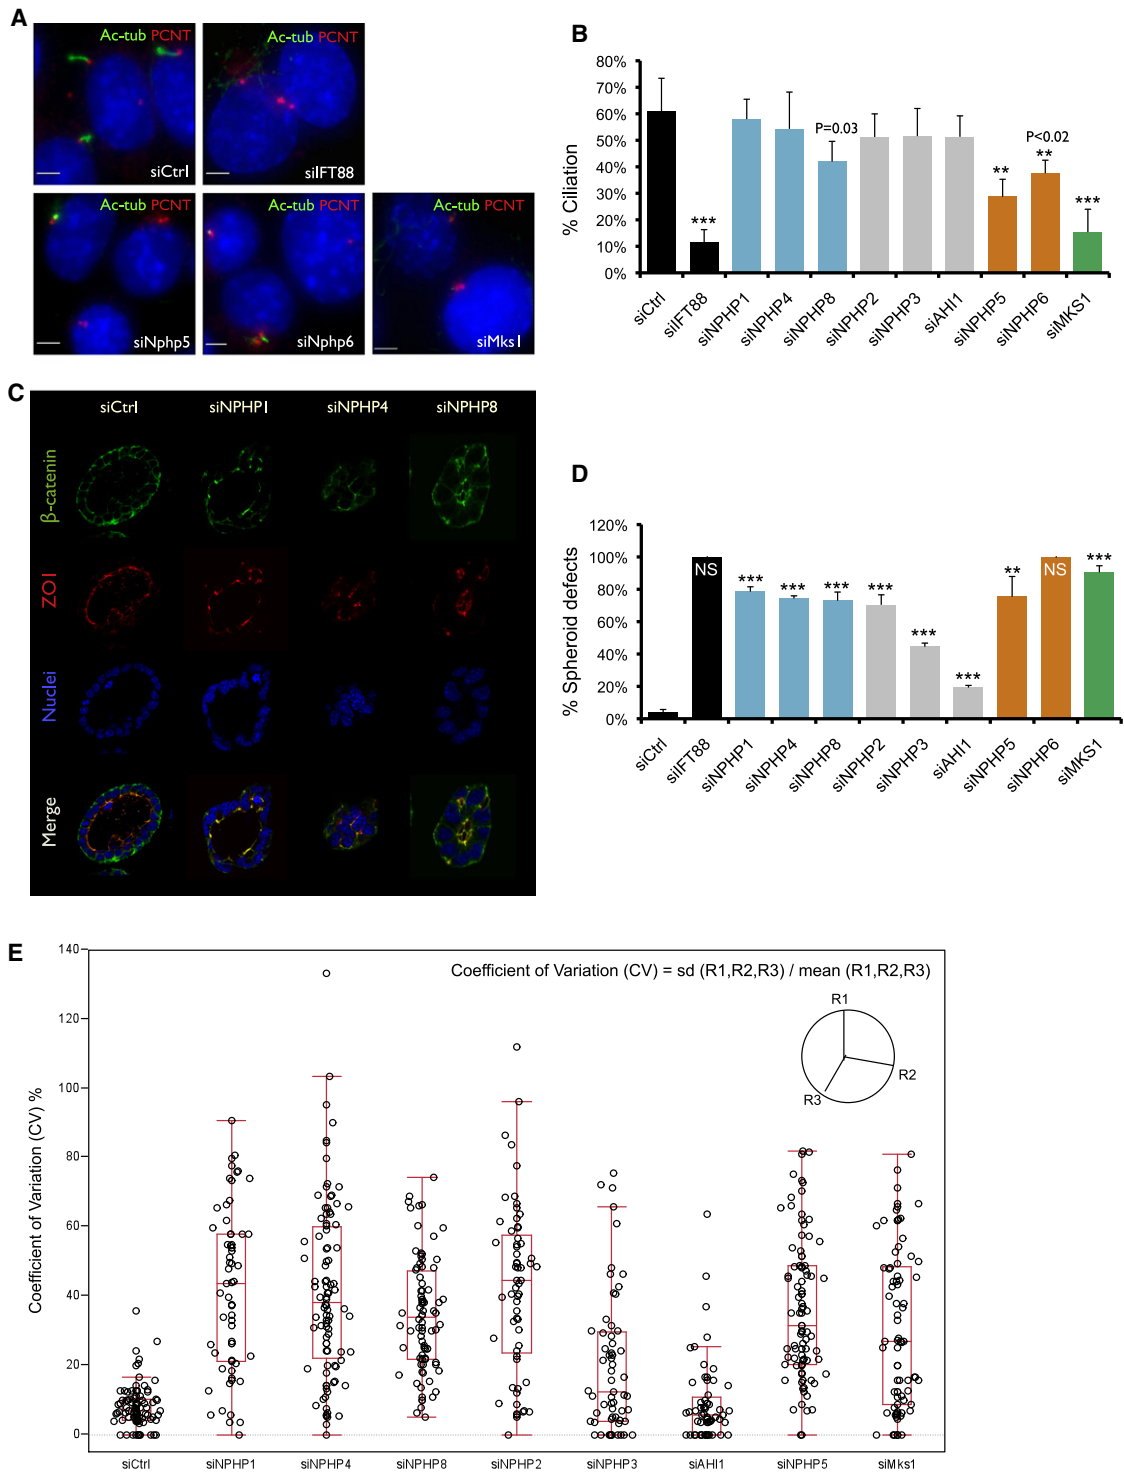 A
Ac-tub PCNT
siCtrl
Ac-tub PCNT
siIFT88
Ac-tub PCNT
siNphp5
Ac-tub PCNT
siNphp6
Ac-tub PCNT
siMks1
B
% Ciliation
80%
70%
60%
50%
40%
30%
20%
10%
0%
***
P=0.03
**
P<0.02
**
***
siCtrl
siIFT88
siNPHP1
siNPHP4
siNPHP8
siNPHP2
siNPHP3
siAHI1
siNPHP5
siNPHP6
siMKS1
C
siCtrl
siNPHP1
siNPHP4
siNPHP8
β-catenin
ZO1
Nuclei
Merge
D
% Spheroid defects
120%
100%
80%
60%
40%
20%
0%
NS
***
***
***
***
***
***
**
NS
***
siCtrl
siIFT88
siNPHP1
siNPHP4
siNPHP8
siNPHP2
siNPHP3
siAHI1
siNPHP5
siNPHP6
siMKS1
E
Coefficient of Variation (CV) = sd (R1,R2,R3) / mean (R1,R2,R3)
R1
R2
R3
Coefficient of Variation (CV) %
140
120
100
80
60
40
20
0
siCtrl
siNPHP1
siNPHP4
siNPHP8
siNPHP2
siNPHP3
siAHI1
siNPHP5
siMks1